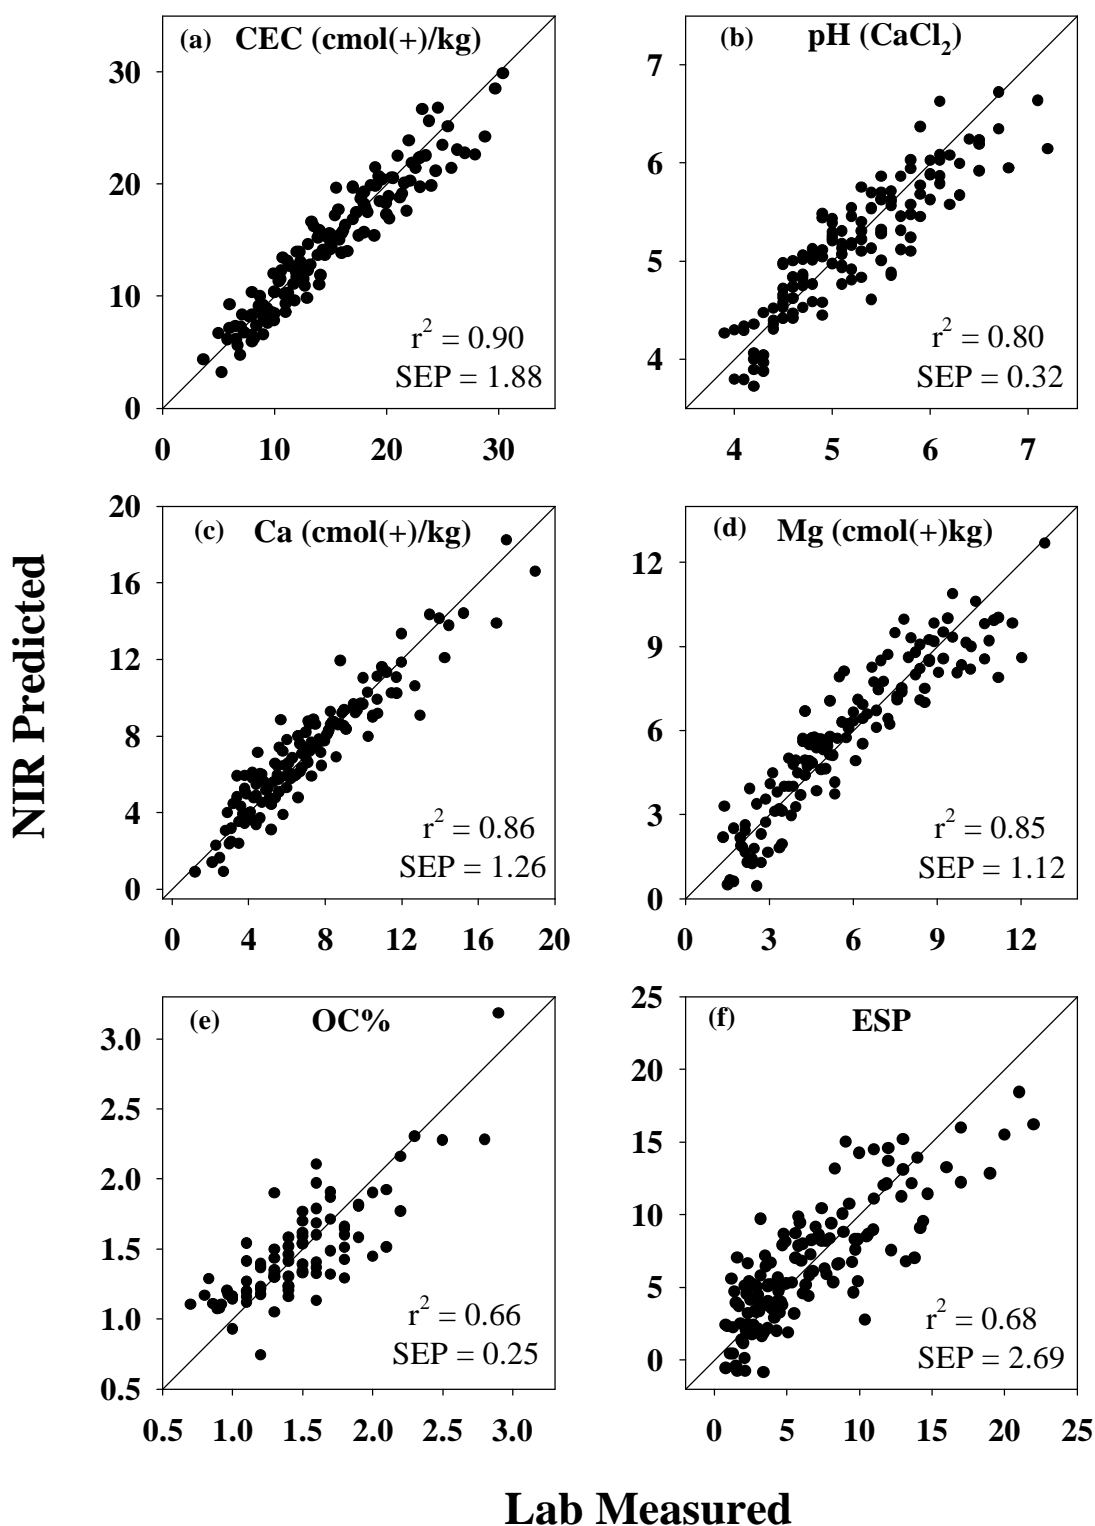 (a) CEC (cmol(+)/kg)
30
20
10
0
r² = 0.90
SEP = 1.88
0 10 20 30
(b) pH (CaCl₂)
7
6
5
4
r² = 0.80
SEP = 0.32
4 5 6 7
NIR Predicted
(c) Ca (cmol(+)/kg)
20
16
12
8
4
0
r² = 0.86
SEP = 1.26
0 4 8 12 16 20
(d) Mg (cmol(+)kg)
12
9
6
3
0
r² = 0.85
SEP = 1.12
0 3 6 9 12
(e) OC%
3.0
2.5
2.0
1.5
1.0
0.5
r² = 0.66
SEP = 0.25
0.5 1.0 1.5 2.0 2.5 3.0
(f) ESP
25
20
15
10
5
0
r² = 0.68
SEP = 2.69
0 5 10 15 20 25
Lab Measured